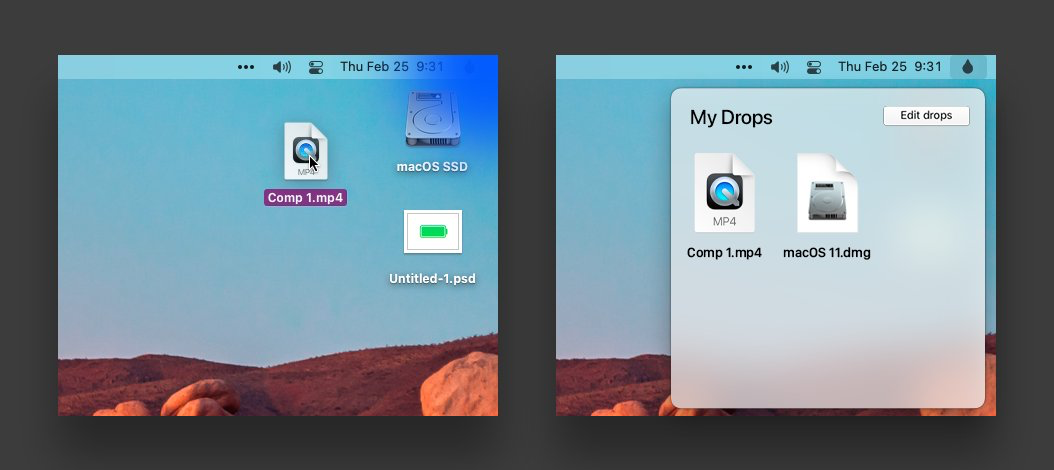 Thu Feb 25 9:31
MP4
Comp 1.mp4
macOS SSD
Untitled-1.psd
Thu Feb 25 9:31
My Drops
Edit drops
MP4
Comp 1.mp4
macOS 11.dmg